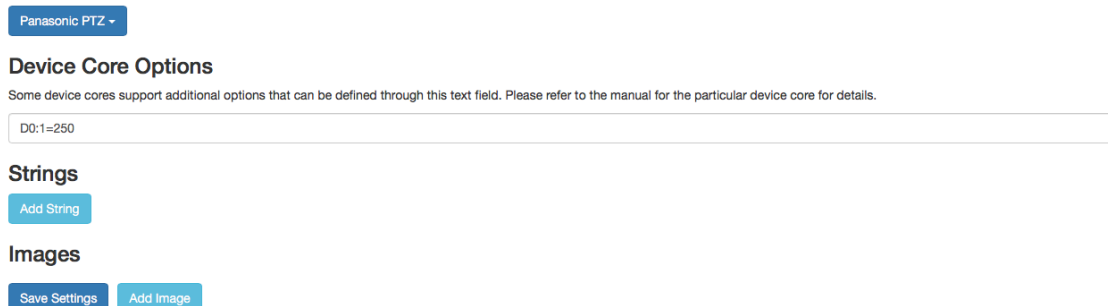 Panasonic PTZ
Device Core Options
Some device cores support additional options that can be defined through this text field. Please refer to the manual for the particular device core for details.
D0:1=250
Strings
Add String
Images
Save Settings Add Image